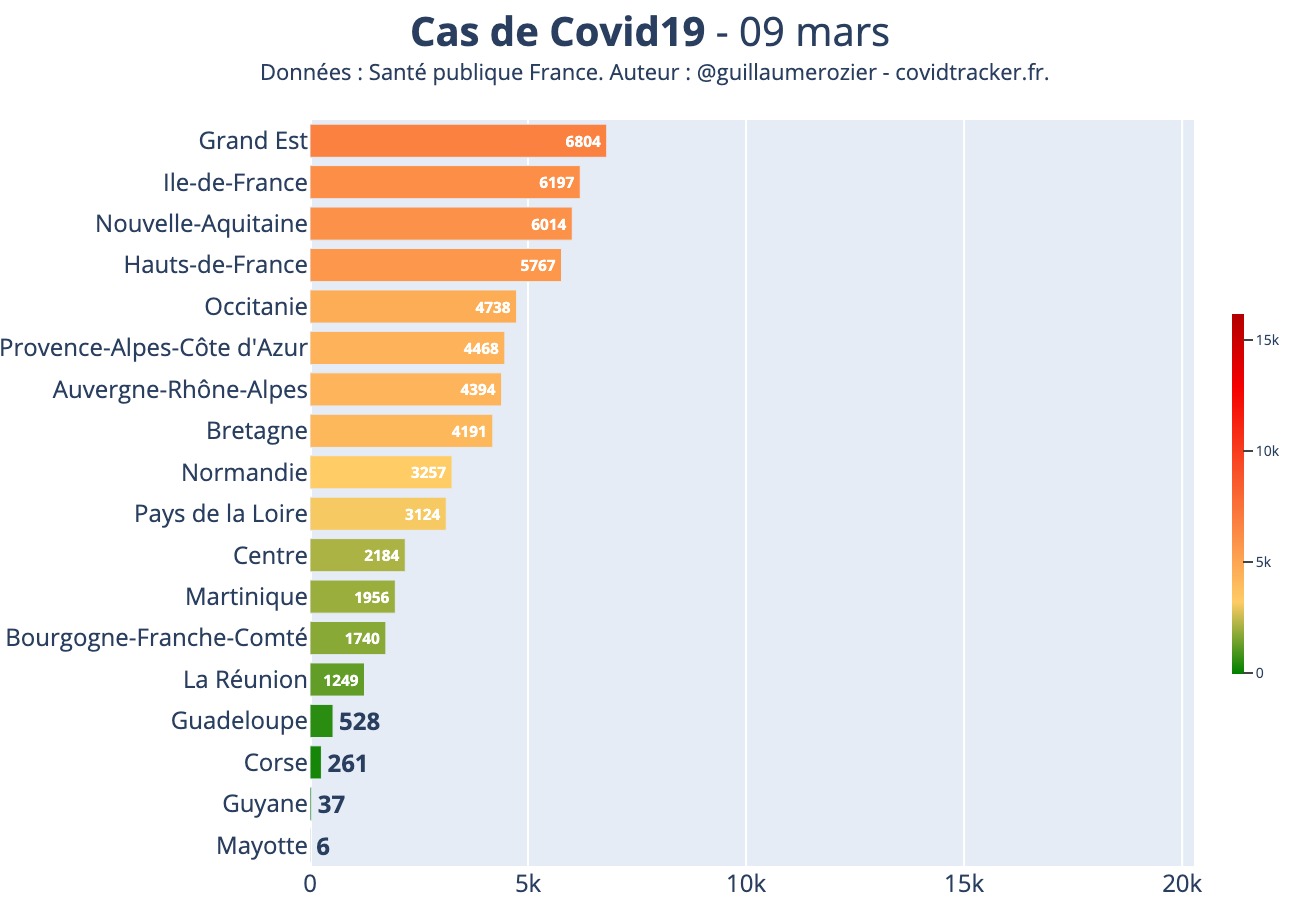 Cas de Covid19 - 09 mars
Données : Santé publique France. Auteur : @guillaumerozier - covidtracker.fr.
Grand Est 6804
Ile-de-France 6197
Nouvelle-Aquitaine 6014
Hauts-de-France 5767
Occitanie 4738
Provence-Alpes-Côte d'Azur 4468
Auvergne-Rhône-Alpes 4394
Bretagne 4191
Normandie 3257
Pays de la Loire 3124
Centre 2184
Martinique 1956
Bourgogne-Franche-Comté 1740
La Réunion 1249
Guadeloupe 528
Corse 261
Guyane 37
Mayotte 6
0 5k 10k 15k 20k
15k
10k
5k
0